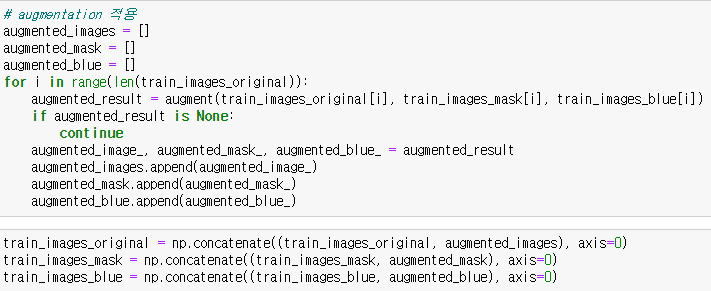 # augmentation 적용
augmented_images = []
augmented_mask = []
augmented_blue = []
for i in range(len(train_images_original)):
    augmented_result = augment(train_images_original[i], train_images_mask[i], train_images_blue[i])
    if augmented_result is None:
        continue
    augmented_image_, augmented_mask_, augmented_blue_ = augmented_result
    augmented_images.append(augmented_image_)
    augmented_mask.append(augmented_mask_)
    augmented_blue.append(augmented_blue_)
train_images_original = np.concatenate((train_images_original, augmented_images), axis=0)
train_images_mask = np.concatenate((train_images_mask, augmented_mask), axis=0)
train_images_blue = np.concatenate((train_images_blue, augmented_blue), axis=0)